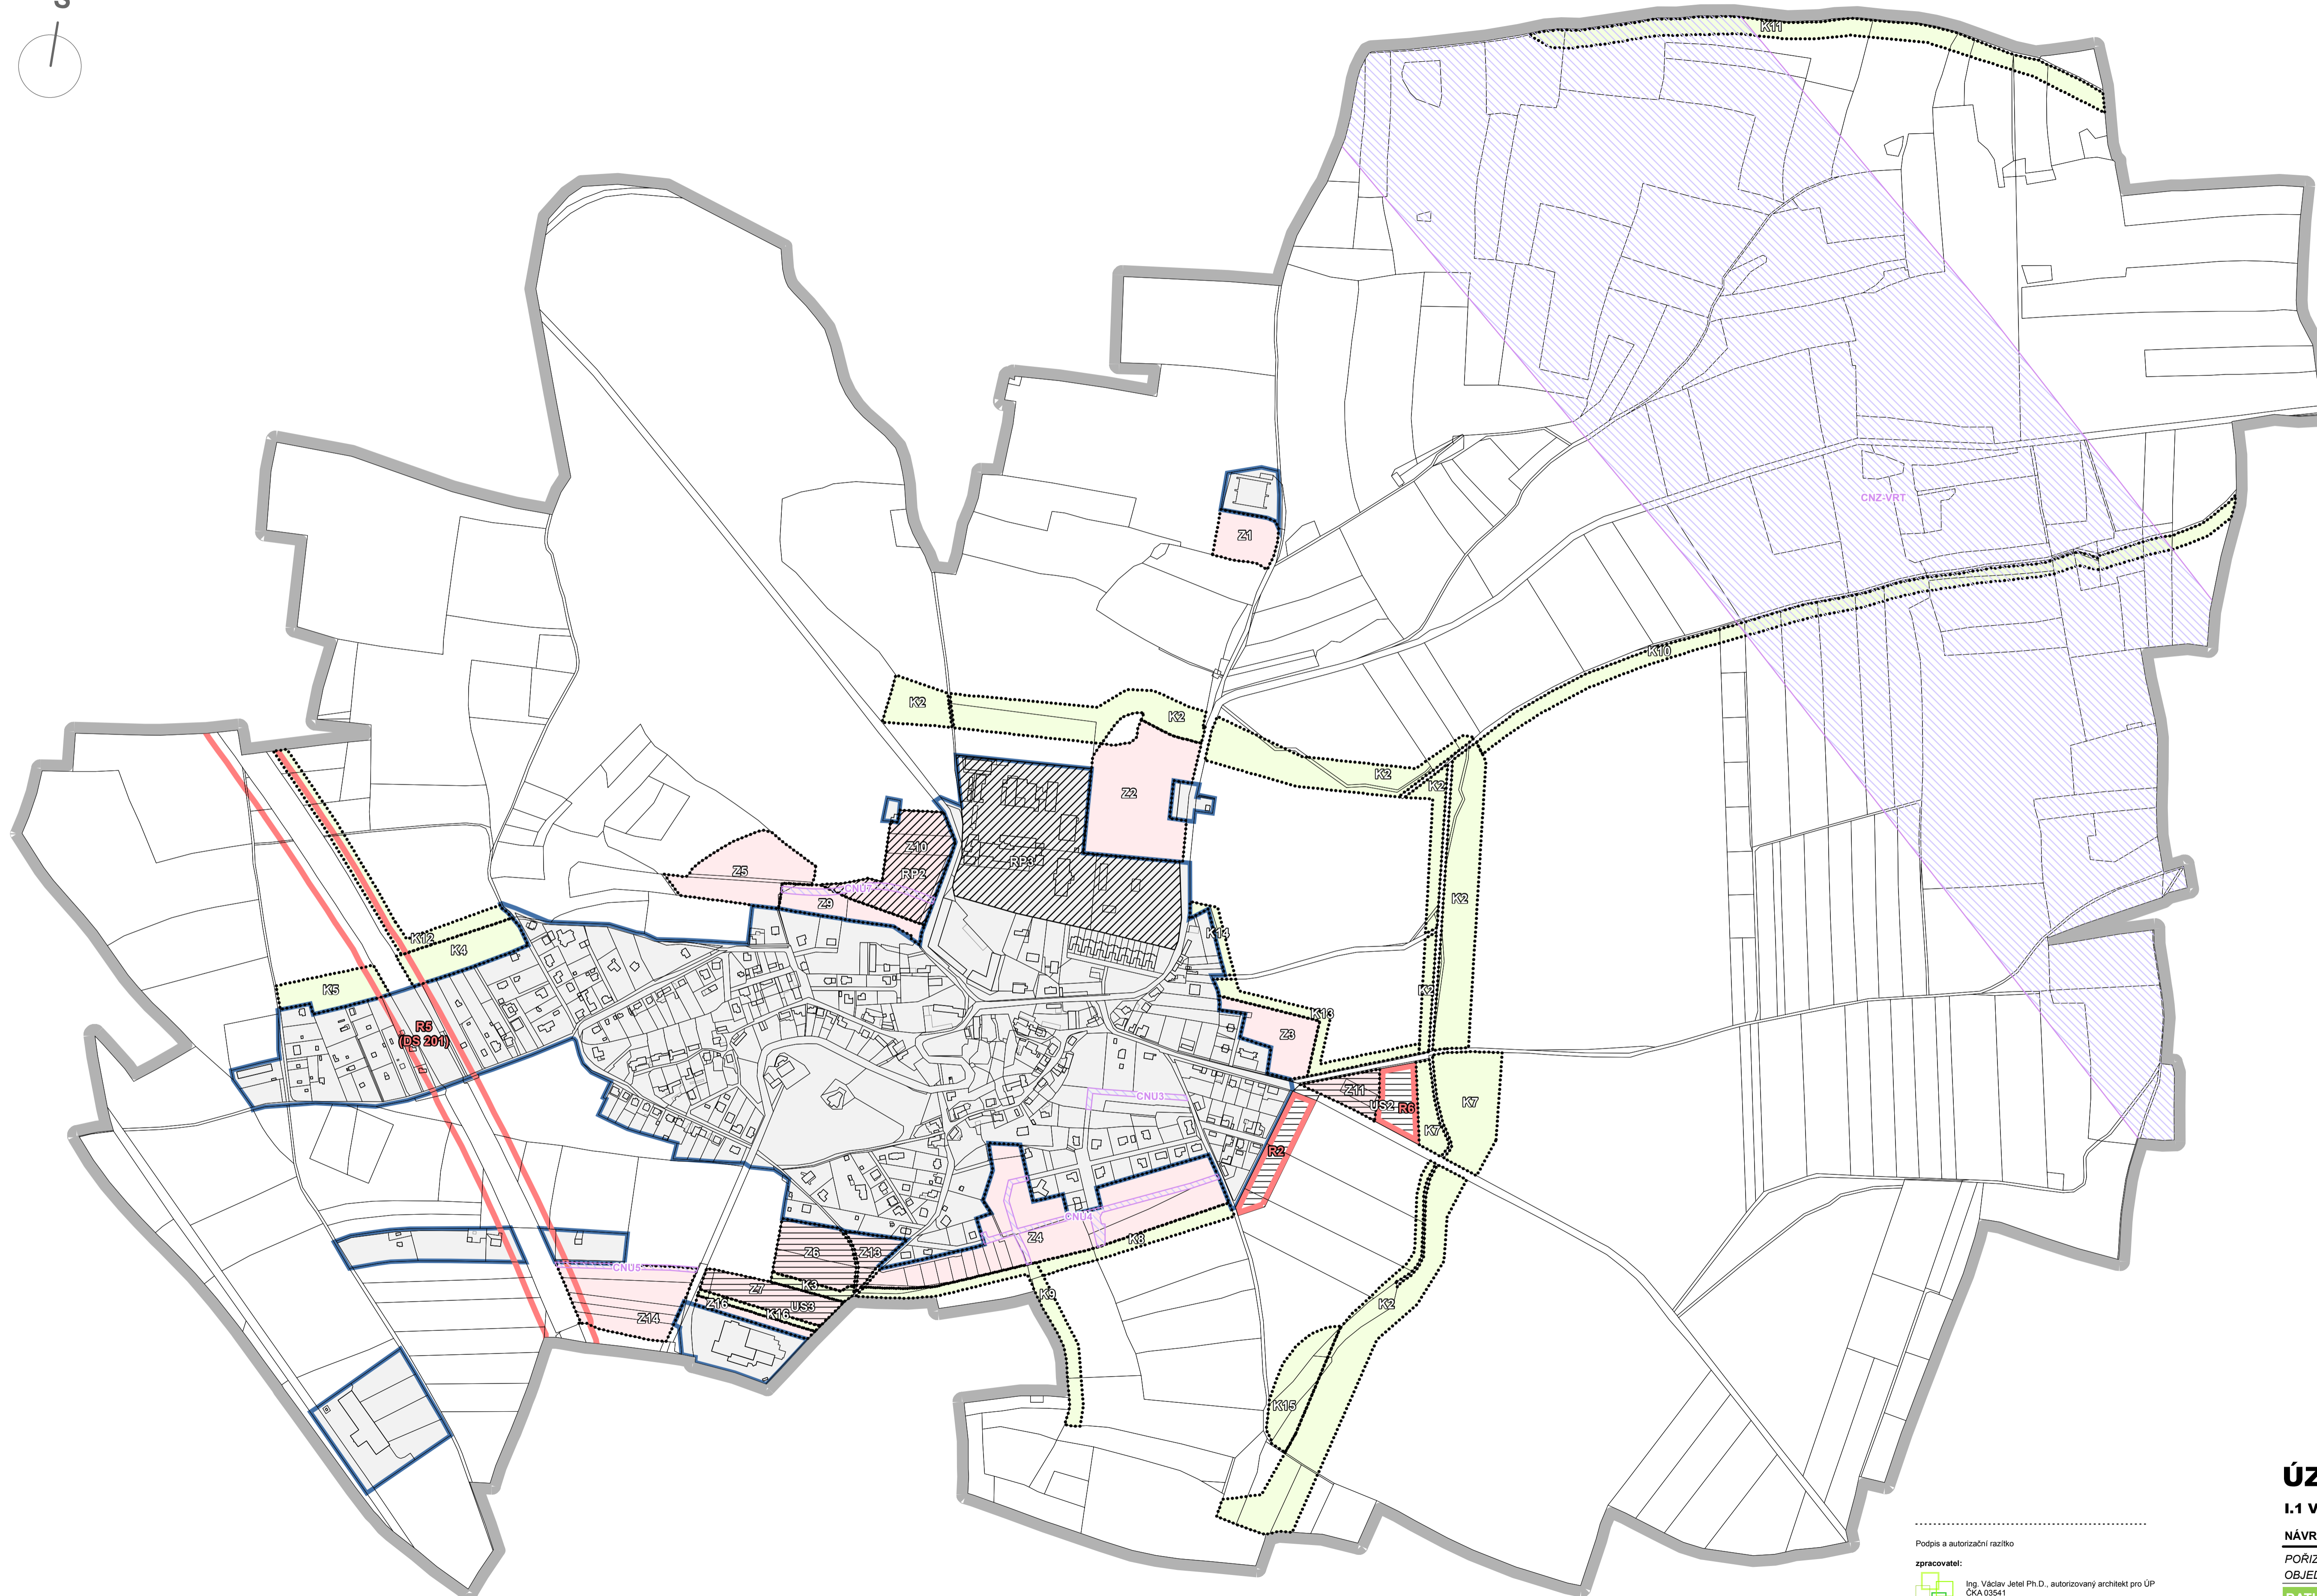 S
K11
CNZ-VRT
Z1
K10
K2
K2
K2
K2
Z2
Z10
RP3
RP2
Z5
CNU7
Z9
K2
K12
K4
K14
K5
K2
K13
R5
(DS 201)
Z3
Z11
US2
R6
K7
CNU3
K7
R2
CNU4
Z4
K8
Z6
Z13
CNU5
Z7
K3
K9
Z16
US3
K16
Z14
K2
K15
Podpis a autorizační razítko
zpracovatel:
Ing. Václav Jetel Ph.D., autorizovaný architekt pro ÚP
ČKA 03541
ÚZ
I.1 V
NÁVR
POŘIZ
OBJED